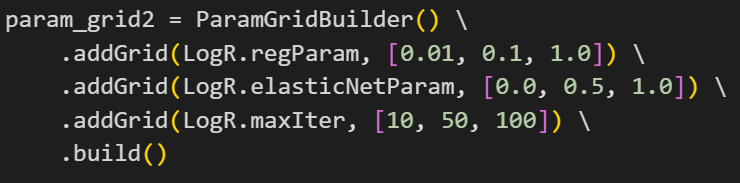 param_grid2 = ParamGridBuilder() \
    .addGrid(LogR.regParam, [0.01, 0.1, 1.0]) \
    .addGrid(LogR.elasticNetParam, [0.0, 0.5, 1.0]) \
    .addGrid(LogR.maxIter, [10, 50, 100]) \
    .build()